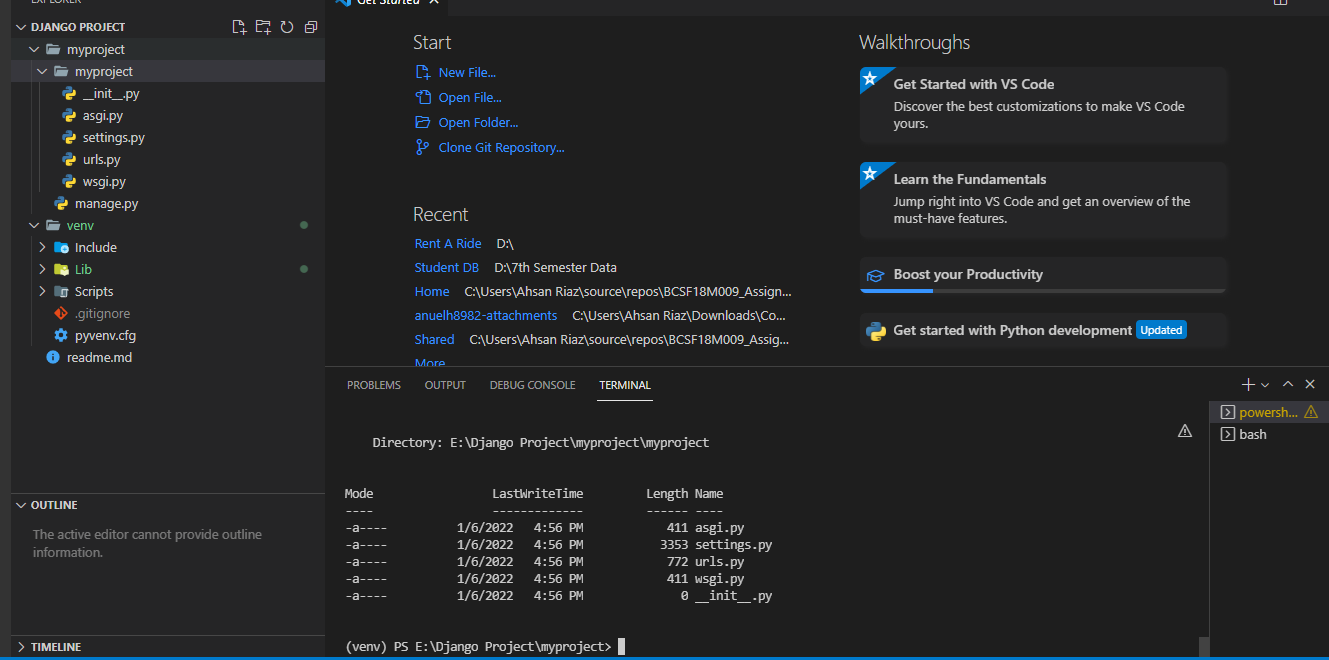 EXPLORER
DJANGO PROJECT
myproject
myproject
__init__.py
asgi.py
settings.py
urls.py
wsgi.py
manage.py
venv
Include
Lib
Scripts
.gitignore
pyvenv.cfg
readme.md
OUTLINE
The active editor cannot provide outline
information.
TIMELINE
Get Started
Start
New File...
Open File...
Open Folder...
Clone Git Repository...
Recent
Rent A Ride D:\
Student DB D:\7th Semester Data
Home C:\Users\Ahsan Riaz\source\repos\BCSF18M009_Assign...
anuelh8982-attachments C:\Users\Ahsan Riaz\Downloads\Co...
Shared C:\Users\Ahsan Riaz\source\repos\BCSF18M009_Assig...
More
Walkthroughs
Get Started with VS Code
Discover the best customizations to make VS Code
yours.
Learn the Fundamentals
Jump right into VS Code and get an overview of the
must-have features.
Boost your Productivity
Get started with Python development Updated
PROBLEMS OUTPUT DEBUG CONSOLE TERMINAL
Directory: E:\Django Project\myproject\myproject
Mode LastWriteTime Length Name
---- ------------- ------ ----
-a---- 1/6/2022 4:56 PM 411 asgi.py
-a---- 1/6/2022 4:56 PM 3353 settings.py
-a---- 1/6/2022 4:56 PM 772 urls.py
-a---- 1/6/2022 4:56 PM 411 wsgi.py
-a---- 1/6/2022 4:56 PM 0 __init__.py
(venv) PS E:\Django Project\myproject>
powersh...
bash